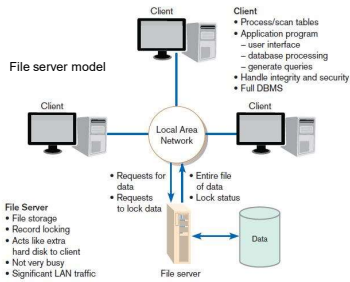 Client
Client
• Process/scan tables
• Application program
– user interface
– database processing
– generate queries
• Handle integrity and security
• Full DBMS
File server model
Client
Local Area
Network
Client
• Requests for
data
• Requests
to lock data
• Entire file
of data
• Lock status
File Server
• File storage
• Record locking
• Acts like extra
hard disk to client
• Not very busy
• Significant LAN traffic
File server
Data